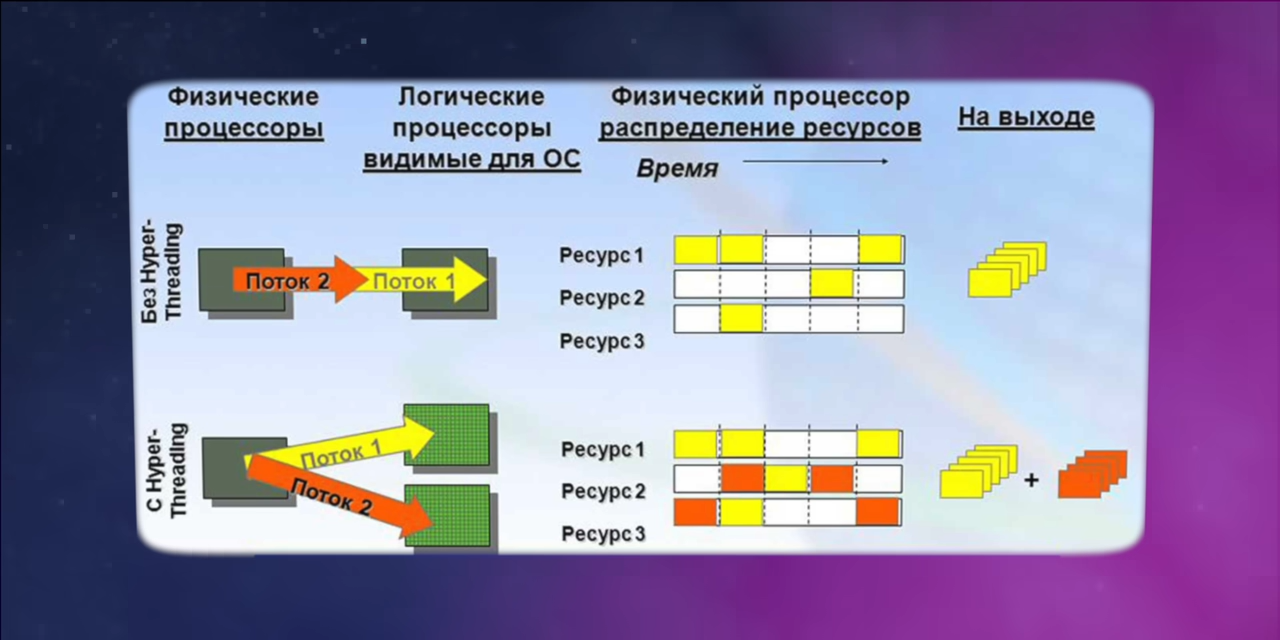 Физические
процессоры
Логические
процессоры
видимые для ОС
Физический процессор
распределение ресурсов
Время
На выходе
Без Hyper-
Threading
Поток 2
Поток 1
Ресурс 1
Ресурс 2
Ресурс 3
С Hyper-
Threading
Поток 1
Поток 2
Ресурс 1
Ресурс 2
Ресурс 3
+